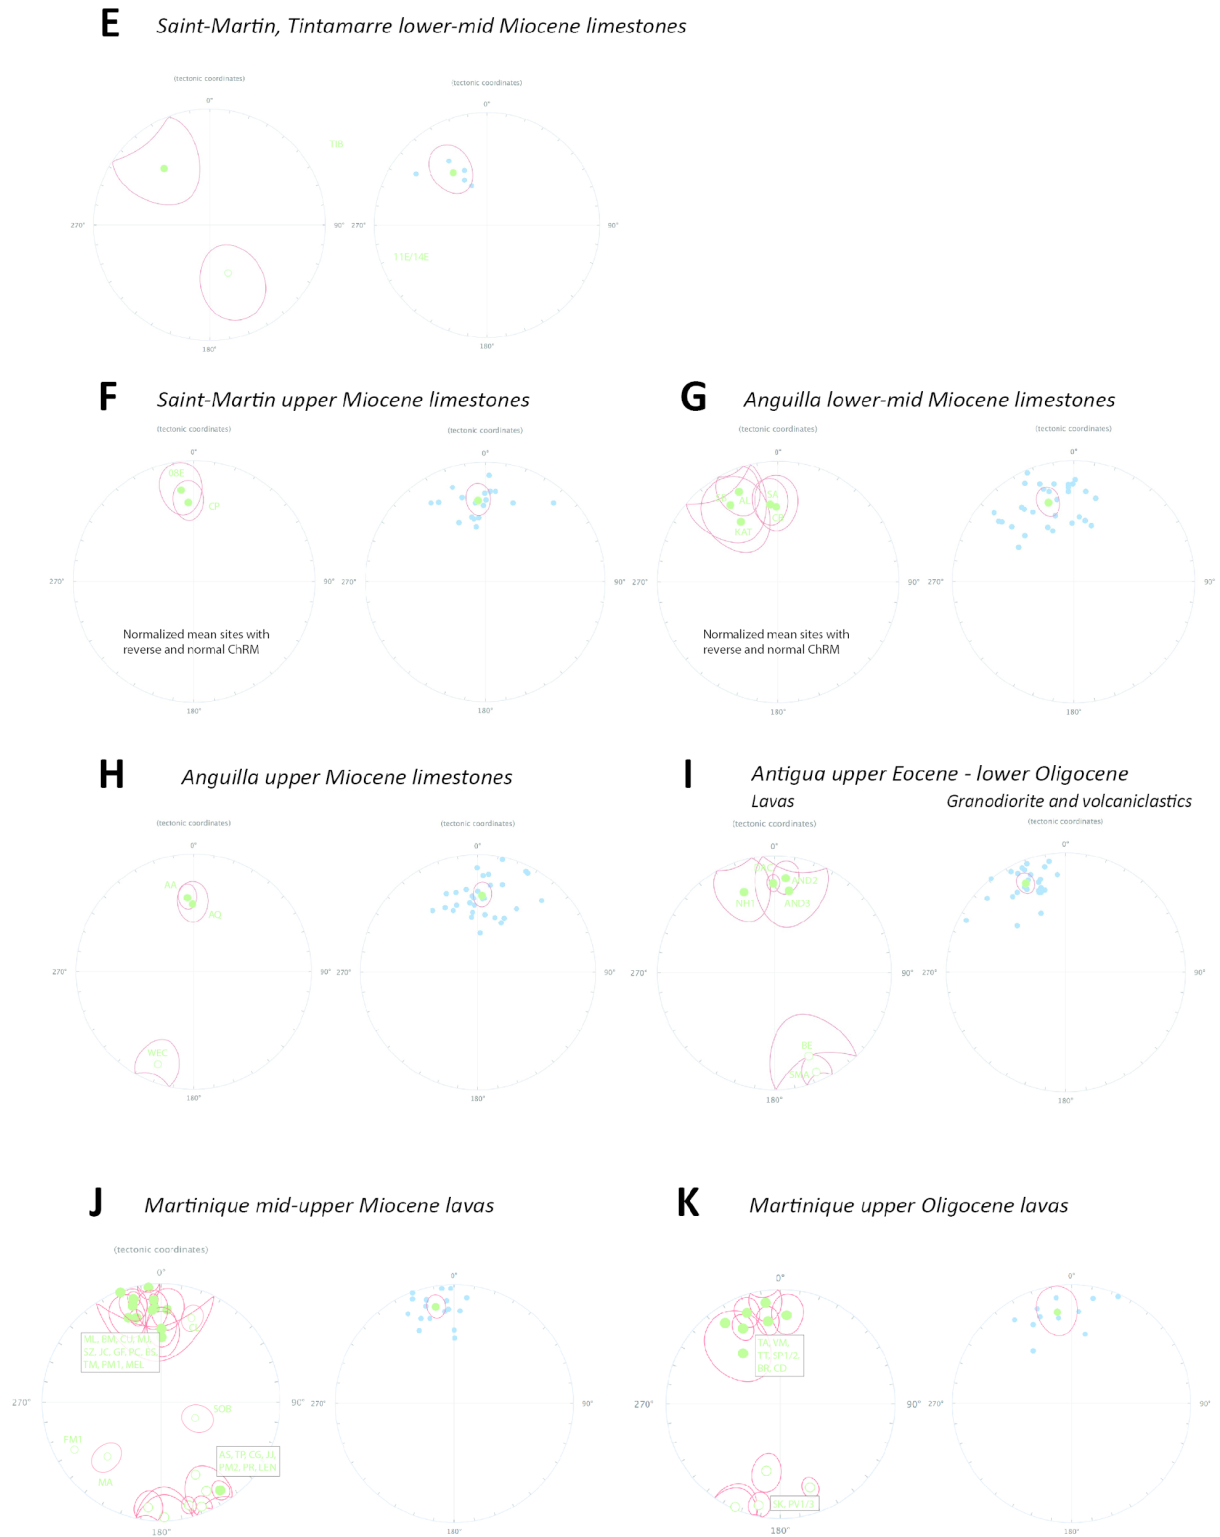 E Saint-Martin, Tintamarre lower-mid Miocene limestones
(tectonic coordinates) (tectonic coordinates)
0° 0°
TIB
270° 90° 270° 90°
11E/14E
180° 180°
F Saint-Martin upper Miocene limestones
(tectonic coordinates) (tectonic coordinates)
0° 0°
BBE
CP
270° 90° 270° 90°
Normalized mean sites with
reverse and normal ChRM
180° 180°
G Anguilla lower-mid Miocene limestones
(tectonic coordinates) (tectonic coordinates)
0° 0°
SA
AL
KAT
270° 90° 270° 90°
Normalized mean sites with
reverse and normal ChRM
180° 180°
H Anguilla upper Miocene limestones
(tectonic coordinates) (tectonic coordinates)
0° 0°
AA
AQ
270° 90° 270° 90°
WEC
180° 180°
I Antigua upper Eocene - lower Oligocene
Lavas Granodiorite and volcaniclastics
(tectonic coordinates) (tectonic coordinates)
0° 0°
AND2
NH1 AND3
270° 90° 270° 90°
BE
SMA
180° 180°
J Martinique mid-upper Miocene lavas
(tectonic coordinates)
0° 0°
ML, BM, CU, MJ,
SZ, JC, GF, PC, BS,
TM, PM1, MEL
270° 90° 270° 90°
SOB
FM1
AS, TP, CG, JJ,
PM2, PR, LEN
MA
180° 180°
K Martinique upper Oligocene lavas
0° 0°
TA, VM,
TT, SP1/2,
BR, CD
270° 90° 270° 90°
SK, PV1/3
180° 180°